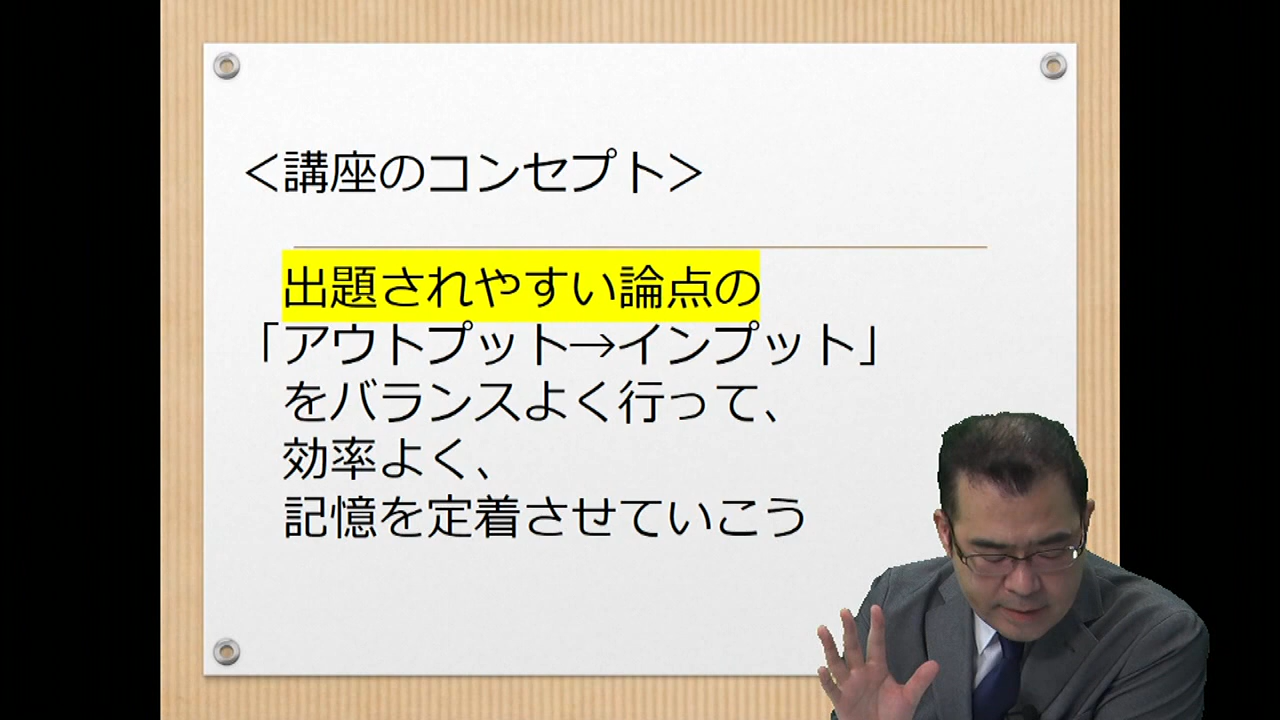 ＜講座のコンセプト＞
出題されやすい論点の
「アウトプット→インプット」
をバランスよく行って、
効率よく、
記憶を定着させていこう